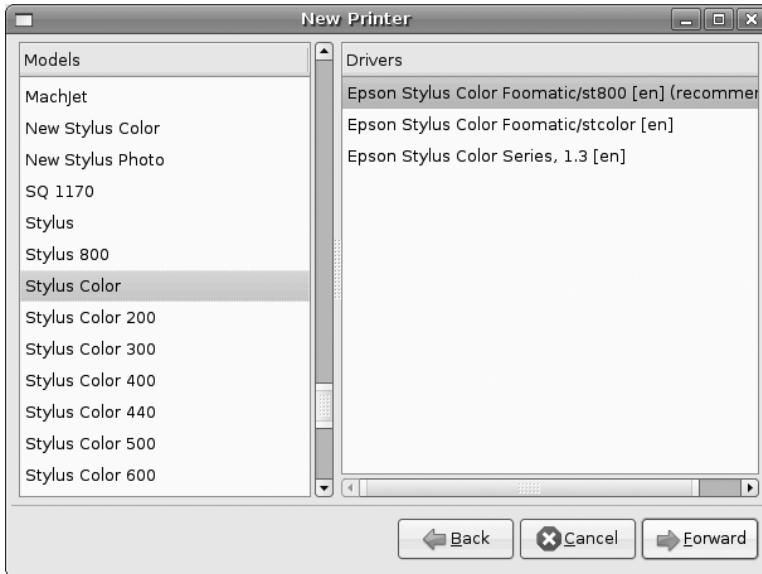 New Printer
Models
MachJet
New Stylus Color
New Stylus Photo
SQ 1170
Stylus
Stylus 800
Stylus Color
Stylus Color 200
Stylus Color 300
Stylus Color 400
Stylus Color 440
Stylus Color 500
Stylus Color 600
Drivers
Epson Stylus Color Foomatic/st800 [en] (recommer
Epson Stylus Color Foomatic/stcolor [en]
Epson Stylus Color Series, 1.3 [en]
Back
Cancel
Forward